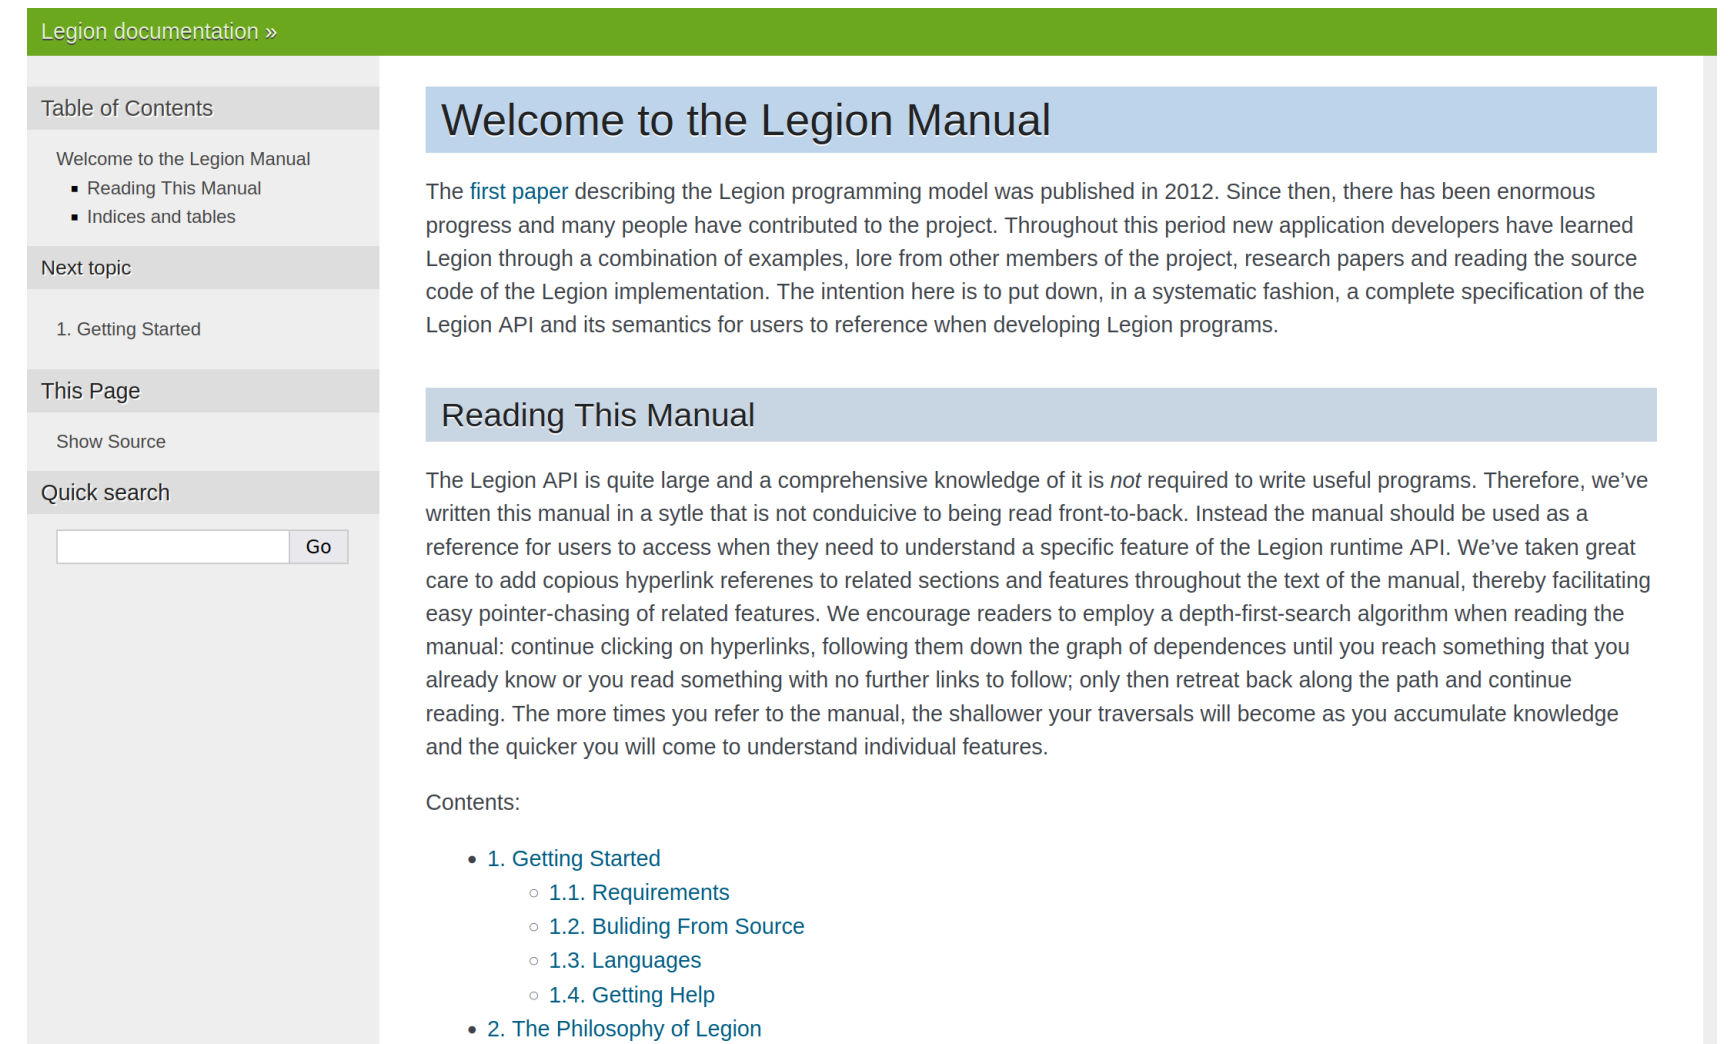 Legion documentation »
Table of Contents
Welcome to the Legion Manual
Reading This Manual
Indices and tables
Next topic
1. Getting Started
This Page
Show Source
Quick search
Go
Welcome to the Legion Manual
The first paper describing the Legion programming model was published in 2012. Since then, there has been enormous
progress and many people have contributed to the project. Throughout this period new application developers have learned
Legion through a combination of examples, lore from other members of the project, research papers and reading the source
code of the Legion implementation. The intention here is to put down, in a systematic fashion, a complete specification of the
Legion API and its semantics for users to reference when developing Legion programs.
Reading This Manual
The Legion API is quite large and a comprehensive knowledge of it is not required to write useful programs. Therefore, we’ve
written this manual in a sytle that is not conduicive to being read front-to-back. Instead the manual should be used as a
reference for users to access when they need to understand a specific feature of the Legion runtime API. We’ve taken great
care to add copious hyperlink referenes to related sections and features throughout the text of the manual, thereby facilitating
easy pointer-chasing of related features. We encourage readers to employ a depth-first-search algorithm when reading the
manual: continue clicking on hyperlinks, following them down the graph of dependences until you reach something that you
already know or you read something with no further links to follow; only then retreat back along the path and continue
reading. The more times you refer to the manual, the shallower your traversals will become as you accumulate knowledge
and the quicker you will come to understand individual features.
Contents:
1. Getting Started
1.1. Requirements
1.2. Buliding From Source
1.3. Languages
1.4. Getting Help
2. The Philosophy of Legion